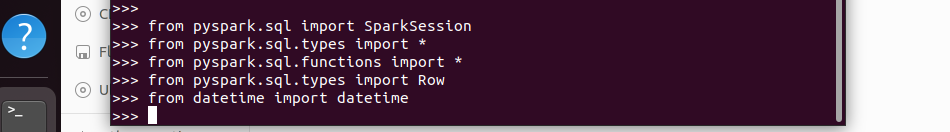 >>>
>>> from pyspark.sql import SparkSession
>>> from pyspark.sql.types import *
>>> from pyspark.sql.functions import *
>>> from pyspark.sql.types import Row
>>> from datetime import datetime
>>>
?
>_
Fl
U